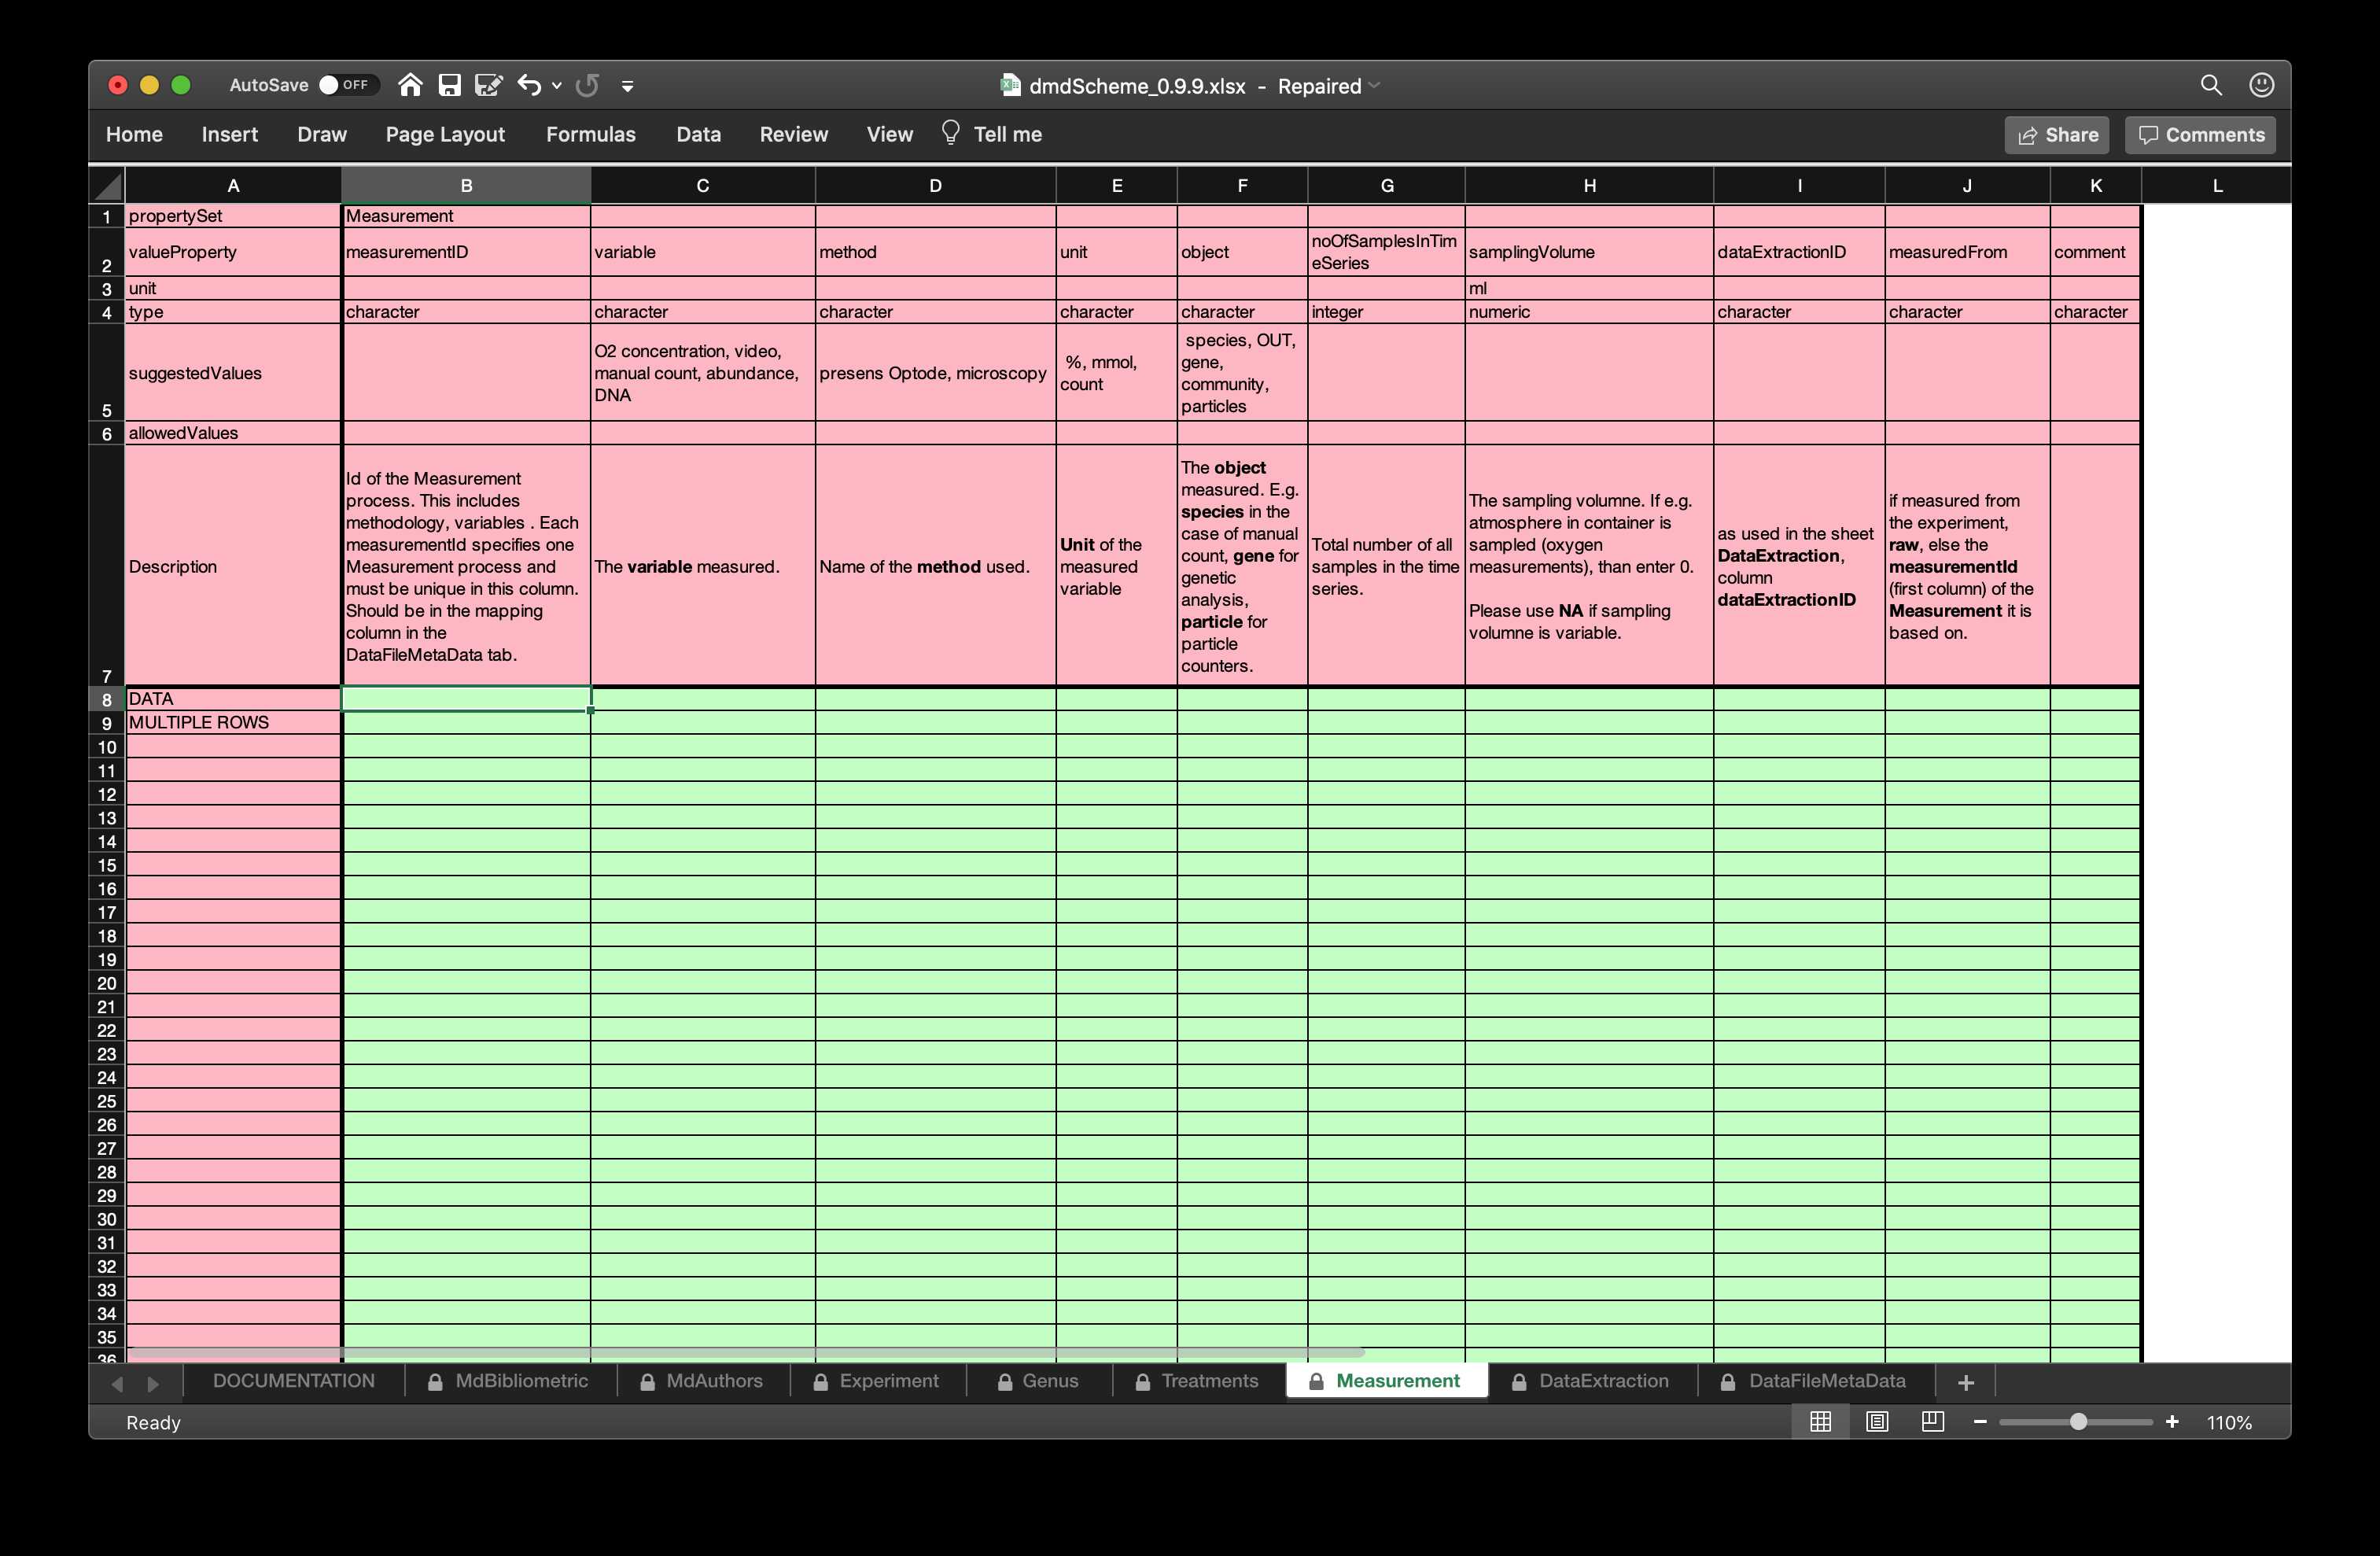 AutoSave OFF dmdScheme_0.9.9.xlsx - Repaired
Home Insert Draw Page Layout Formulas Data Review View Tell me Share Comments
A B C D E F G H I J K L
1 propertySet Measurement
2 valueProperty measurementID variable method unit object noOfSamplesInTim samplingVolume dataExtractionID measuredFrom comment
eSeries
3 unit ml
4 type character character character character character integer numeric character character character
5 suggestedValues
O2 concentration, video,
manual count, abundance,
DNA
presens Optode, microscopy
%, mmol,
count
species, OUT,
gene,
community,
particles
6 allowedValues
7 Description
Id of the Measurement
process. This includes
methodology, variables . Each
measurementId specifies one
Measurement process and
must be unique in this column.
Should be in the mapping
column in the
DataFileMetaData tab.
The variable measured.
Name of the method used.
Unit of the
measured
variable
The object
measured. E.g.
species in the
case of manual
count, gene for
genetic
analysis,
particle for
particle
counters.
Total number of all
samples in the time
series.
The sampling volumne. If e.g.
atmosphere in container is
sampled (oxygen
measurements), than enter 0.
Please use NA if sampling
volumne is variable.
as used in the sheet
DataExtraction,
column
dataExtractionID
if measured from
the experiment,
raw, else the
measurementId
(first column) of the
Measurement it is
based on.
8 DATA
9 MULTIPLE ROWS
10
11
12
13
14
15
16
17
18
19
20
21
22
23
24
25
26
27
28
29
30
31
32
33
34
35
36
DOCUMENTATION MdBibliometric MdAuthors Experiment Genus Treatments Measurement DataExtraction DataFileMetaData +
Ready - + 110%